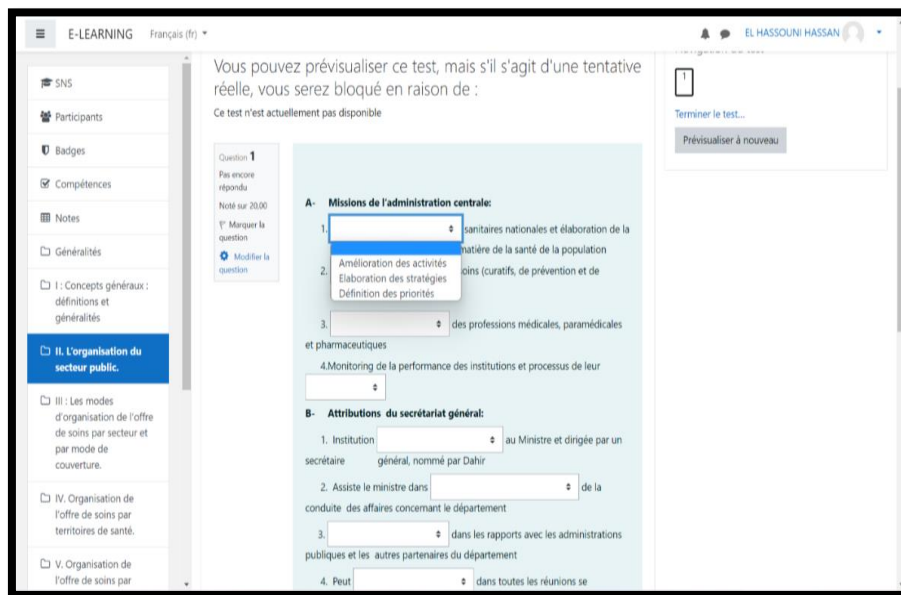 E-LEARNING Français (fr)
EL HASSOUNI HASSAN
SNS
Participants
Badges
Compétences
Notes
Généralités
I : Concepts généraux :
définitions et
généralités
II. L'organisation du
secteur public.
III : Les modes
d'organisation de l'offre
de soins par secteur et
par mode de
couverture.
IV. Organisation de
l'offre de soins par
territoires de santé.
V. Organisation de
l'offre de soins par
Vous pouvez prévisualiser ce test, mais s'il s'agit d'une tentative
réelle, vous serez bloqué en raison de :
Ce test n'est actuellement pas disponible
Question 1
Pas encore
répondu
Noté sur 20,00
Marquer la
question
Modifier la
question
A- Missions de l'administration centrale:
1. sanitaires nationales et élaboration de la
matière de la santé de la population
Amélioration des activités
Elaboration des stratégies
Définition des priorités
2. soins (curatifs, de prévention et de
3. des professions médicales, paramédicales
et pharmaceutiques
4.Monitoring de la performance des institutions et processus de leur
B- Attributions du secrétariat général:
1. Institution au Ministre et dirigée par un
secrétaire général, nommé par Dahir
2. Assiste le ministre dans de la
conduite des affaires concernant le département
3. dans les rapports avec les administrations
publiques et les autres partenaires du département
4. Peut dans toutes les réunions se
Navigation du test
1
Terminer le test...
Prévisualiser à nouveau